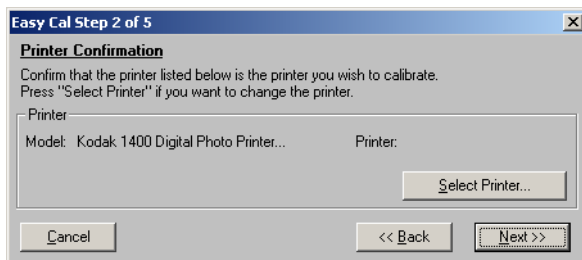 Easy Cal Step 2 of 5
Printer Confirmation
Confirm that the printer listed below is the printer you wish to calibrate.
Press "Select Printer" if you want to change the printer.
Printer
Model: Kodak 1400 Digital Photo Printer... Printer:
Select Printer...
Cancel << Back Next >>